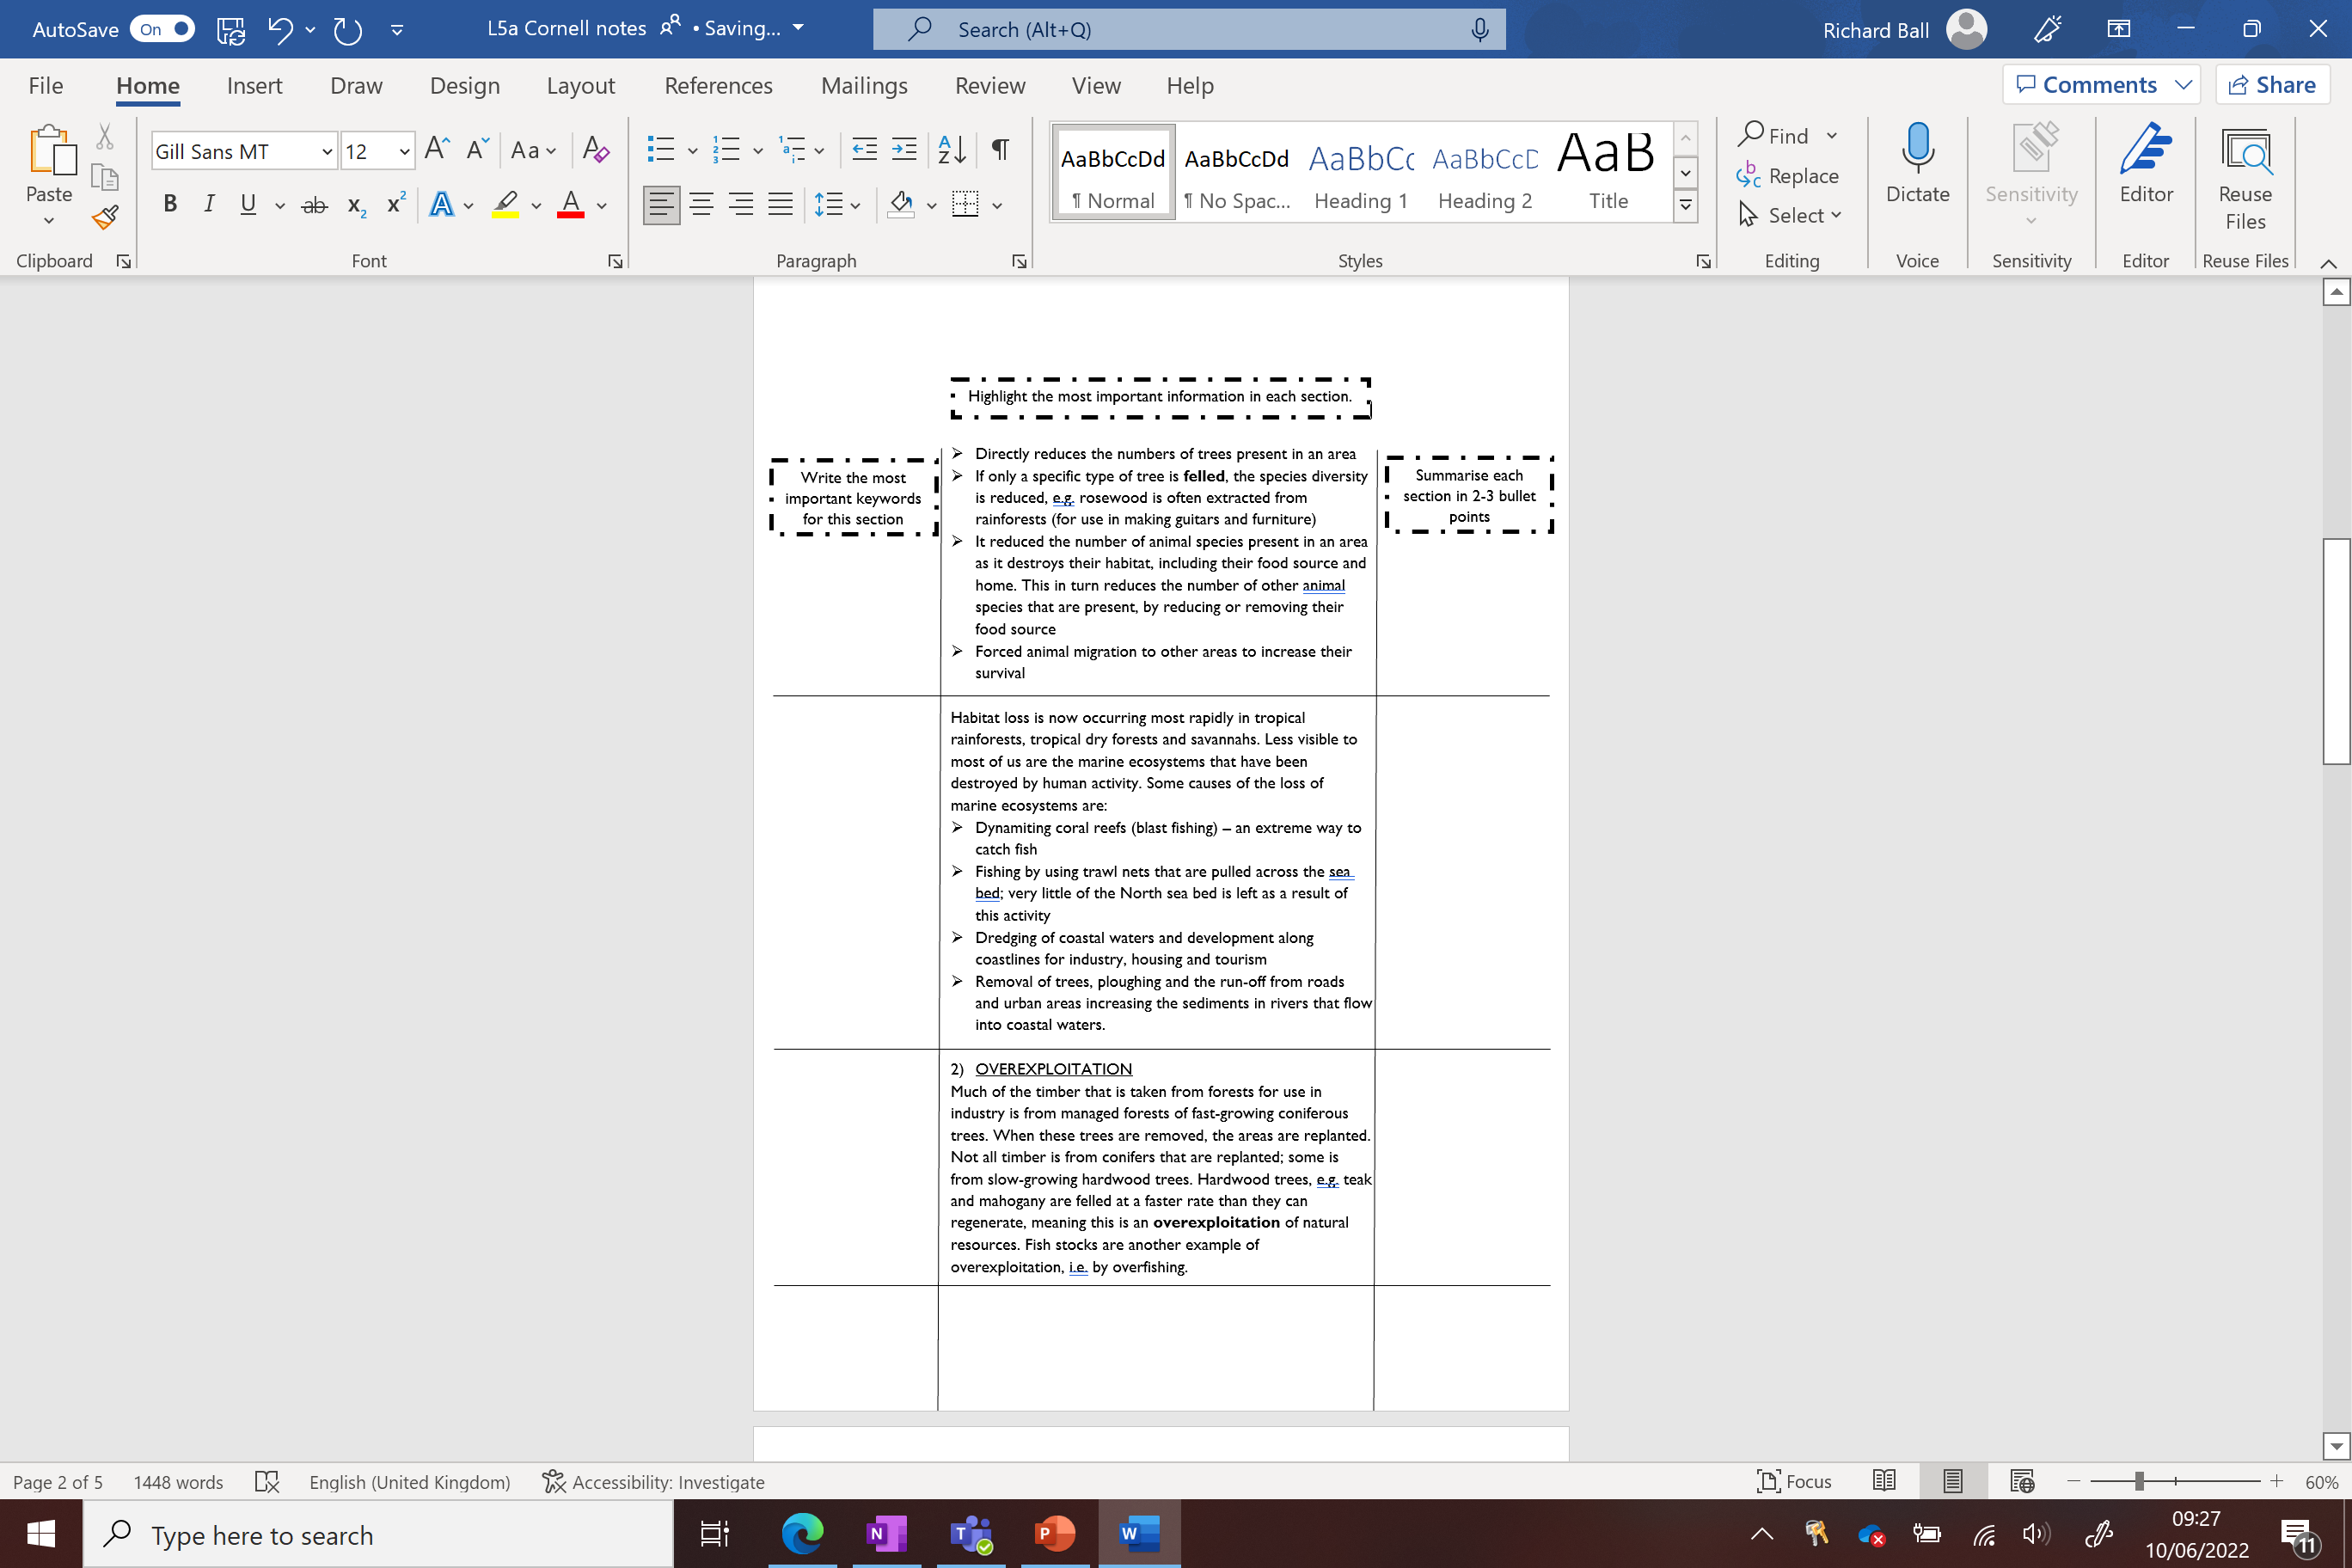 AutoSave On L5a Cornell notes • Saving... Search (Alt+Q) Richard Ball
File Home Insert Draw Design Layout References Mailings Review View Help Comments Share
Paste
Clipboard
Gill Sans MT 12
Font
Paragraph
AaBbCcDd AaBbCcDd AaBbCc AaBbCcD AaB
¶ Normal ¶ No Spac... Heading 1 Heading 2 Title
Styles
Find
Replace
Select
Editing
Dictate
Voice
Sensitivity
Sensitivity
Editor
Editor
Reuse
Files
Reuse Files
Highlight the most important information in each section.
Write the most
important keywords
for this section
Directly reduces the numbers of trees present in an area
If only a specific type of tree is felled, the species diversity
is reduced, e.g. rosewood is often extracted from
rainforests (for use in making guitars and furniture)
It reduced the number of animal species present in an area
as it destroys their habitat, including their food source and
home. This in turn reduces the number of other animal
species that are present, by reducing or removing their
food source
Forced animal migration to other areas to increase their
survival
Summarise each
section in 2-3 bullet
points
Habitat loss is now occurring most rapidly in tropical
rainforests, tropical dry forests and savannahs. Less visible to
most of us are the marine ecosystems that have been
destroyed by human activity. Some causes of the loss of
marine ecosystems are:
Dynamiting coral reefs (blast fishing) – an extreme way to
catch fish
Fishing by using trawl nets that are pulled across the sea
bed; very little of the North sea bed is left as a result of
this activity
Dredging of coastal waters and development along
coastlines for industry, housing and tourism
Removal of trees, ploughing and the run-off from roads
and urban areas increasing the sediments in rivers that flow
into coastal waters.
2) OVEREXPLOITATION
Much of the timber that is taken from forests for use in
industry is from managed forests of fast-growing coniferous
trees. When these trees are removed, the areas are replanted.
Not all timber is from conifers that are replanted; some is
from slow-growing hardwood trees. Hardwood trees, e.g. teak
and mahogany are felled at a faster rate than they can
regenerate, meaning this is an overexploitation of natural
resources. Fish stocks are another example of
overexploitation, i.e. by overfishing.
Page 2 of 5 1448 words English (United Kingdom) Accessibility: Investigate Focus 60%
Type here to search
09:27
10/06/2022
11